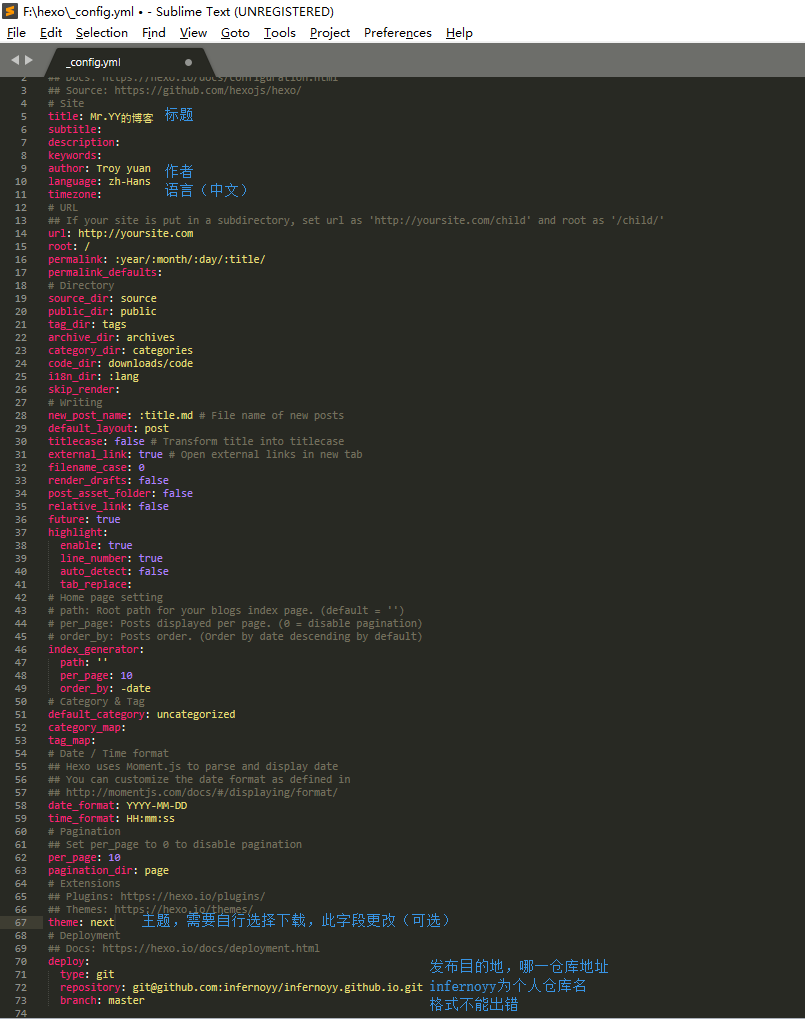 F:\hexo\_config.yml • - Sublime Text (UNREGISTERED)
File Edit Selection Find View Goto Tools Project Preferences Help
_config.yml
2 ## Docs: https://hexo.io/docs/configuration.html
3 ## Source: https://github.com/hexojs/hexo/
4 # Site
5 title: Mr.YY的博客 标题
6 subtitle:
7 description:
8 keywords:
9 author: Troy yuan 作者
10 language: zh-Hans 语言（中文）
11 timezone:
12 # URL
13 ## If your site is put in a subdirectory, set url as 'http://yoursite.com/child' and root as '/child/'
14 url: http://yoursite.com
15 root: /
16 permalink: :year/:month/:day/:title/
17 permalink_defaults:
18 # Directory
19 source_dir: source
20 public_dir: public
21 tag_dir: tags
22 archive_dir: archives
23 category_dir: categories
24 code_dir: downloads/code
25 i18n_dir: :lang
26 skip_render:
27 # Writing
28 new_post_name: :title.md # File name of new posts
29 default_layout: post
30 titlecase: false # Transform title into titlecase
31 external_link: true # Open external links in new tab
32 filename_case: 0
33 render_drafts: false
34 post_asset_folder: false
35 relative_link: false
36 future: true
37 highlight:
38 enable: true
39 line_number: true
40 auto_detect: false
41 tab_replace:
42 # Home page setting
43 # path: Root path for your blogs index page. (default = '')
44 # per_page: Posts displayed per page. (0 = disable pagination)
45 # order_by: Posts order. (Order by date descending by default)
46 index_generator:
47 path: ''
48 per_page: 10
49 order_by: -date
50 # Category & Tag
51 default_category: uncategorized
52 category_map:
53 tag_map:
54 # Date / Time format
55 ## Hexo uses Moment.js to parse and display date
56 ## You can customize the date format as defined in
57 ## http://momentjs.com/docs/#/displaying/format/
58 date_format: YYYY-MM-DD
59 time_format: HH:mm:ss
60 # Pagination
61 ## Set per_page to 0 to disable pagination
62 per_page: 10
63 pagination_dir: page
64 # Extensions
65 ## Plugins: https://hexo.io/plugins/
66 ## Themes: https://hexo.io/themes/
67 theme: next 主题，需要自行选择下载，此字段更改（可选）
68 # Deployment
69 ## Docs: https://hexo.io/docs/deployment.html
70 deploy: 发布目的地，哪一仓库地址
71 type: git
72 repository: git@github.com:infernoyy/infernoyy.github.io.git infernoyy为个人仓库名
73 branch: master 格式不能出错
74